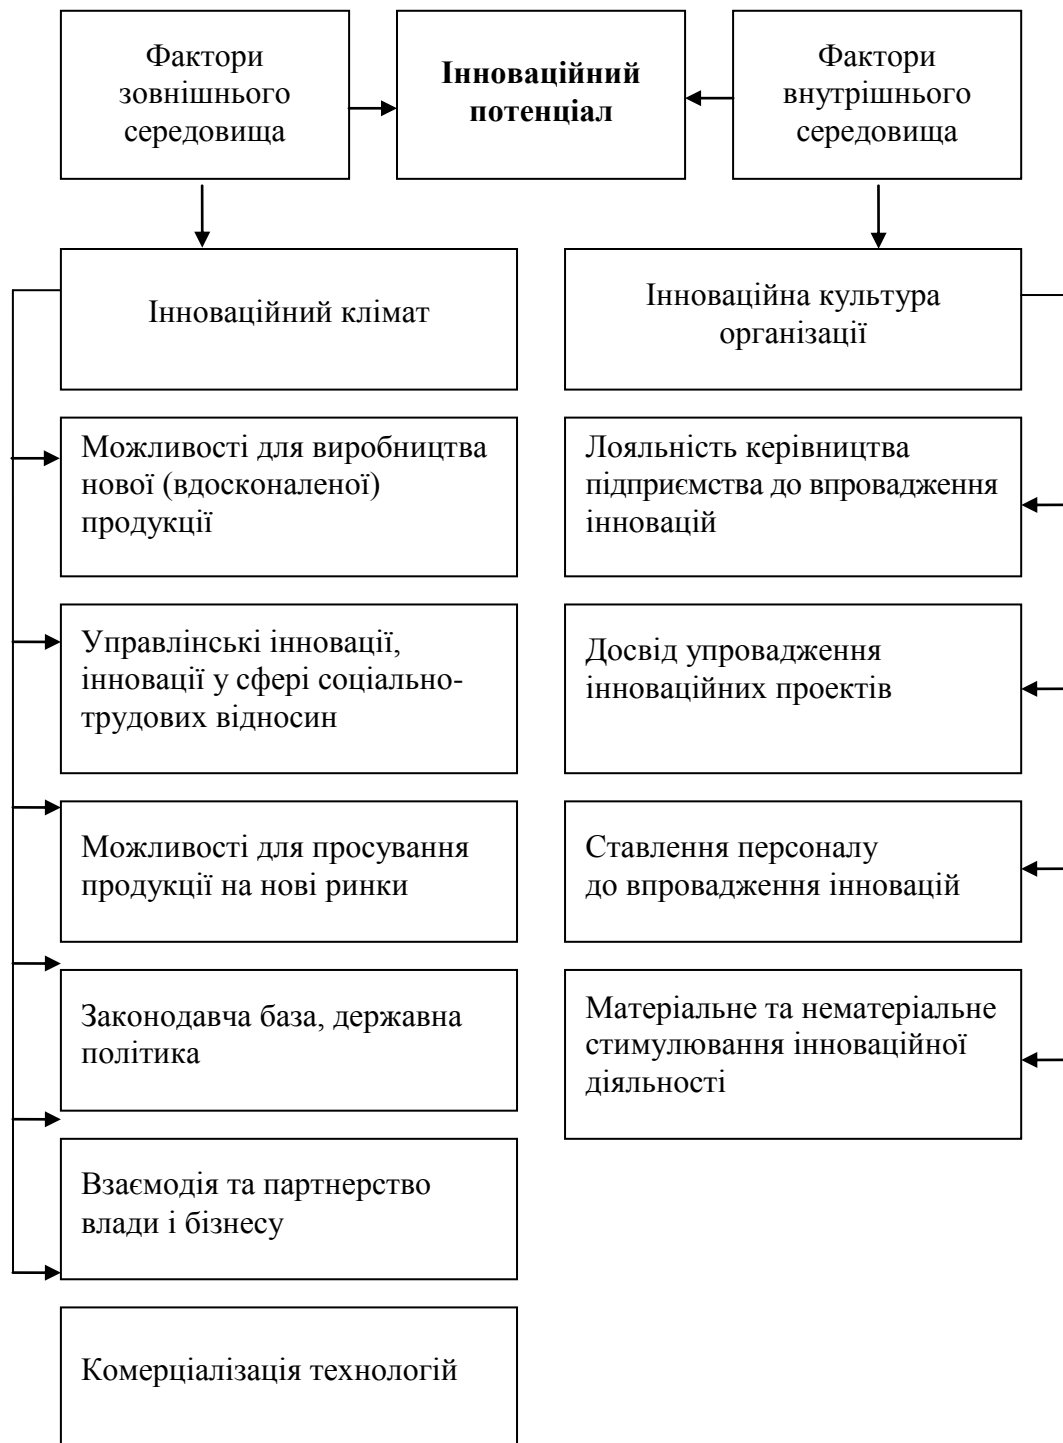 Фактори
зовнішнього
середовища
Інноваційний
потенціал
Фактори
внутрішнього
середовища
Інноваційний клімат
Інноваційна культура
організації
Можливості для виробництва
нової (вдосконаленої)
продукції
Лояльність керівництва
підприємства до впровадження
інновацій
Управлінські інновації,
інновації у сфері соціально-
трудових відносин
Досвід упровадження
інноваційних проектів
Можливості для просування
продукції на нові ринки
Ставлення персоналу
до впровадження інновацій
Законодавча база, державна
політика
Матеріальне та нематеріальне
стимулювання інноваційної
діяльності
Взаємодія та партнерство
влади і бізнесу
Комерціалізація технологій